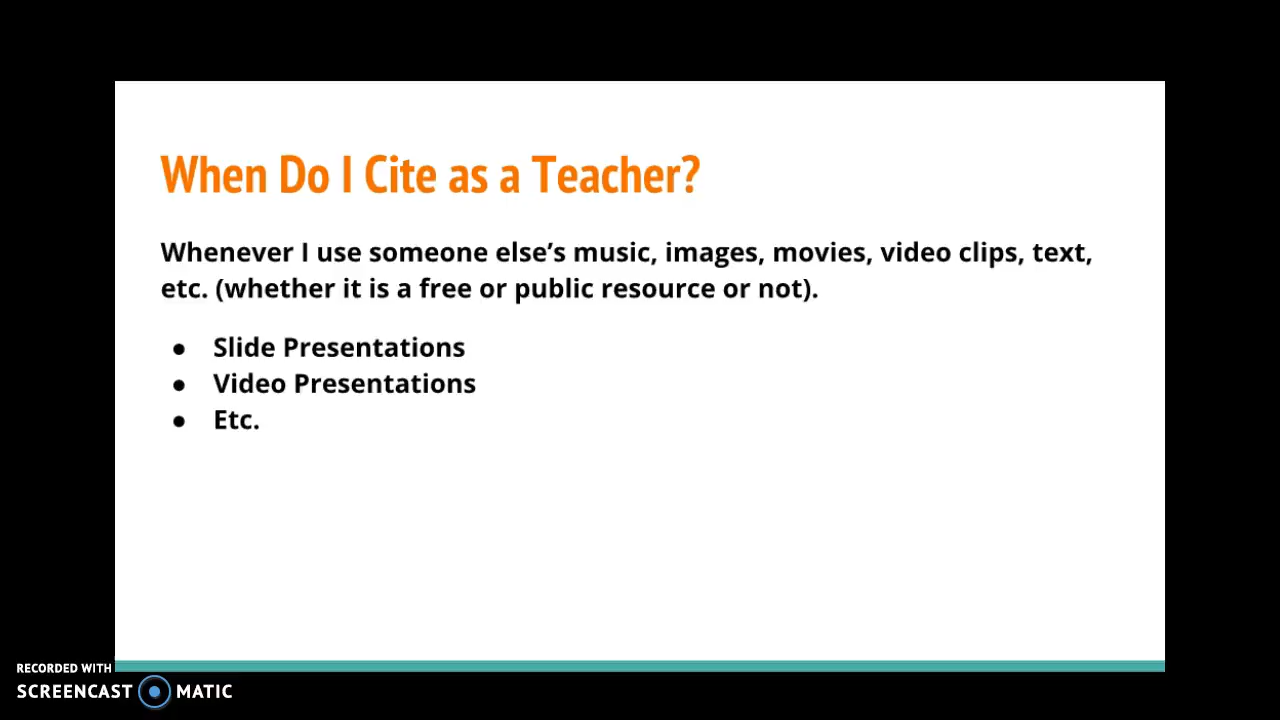 When Do I Cite as a Teacher?
Whenever I use someone else’s music, images, movies, video clips, text,
etc. (whether it is a free or public resource or not).
● Slide Presentations
● Video Presentations
● Etc.
RECORDED WITH
SCREENCAST MATIC